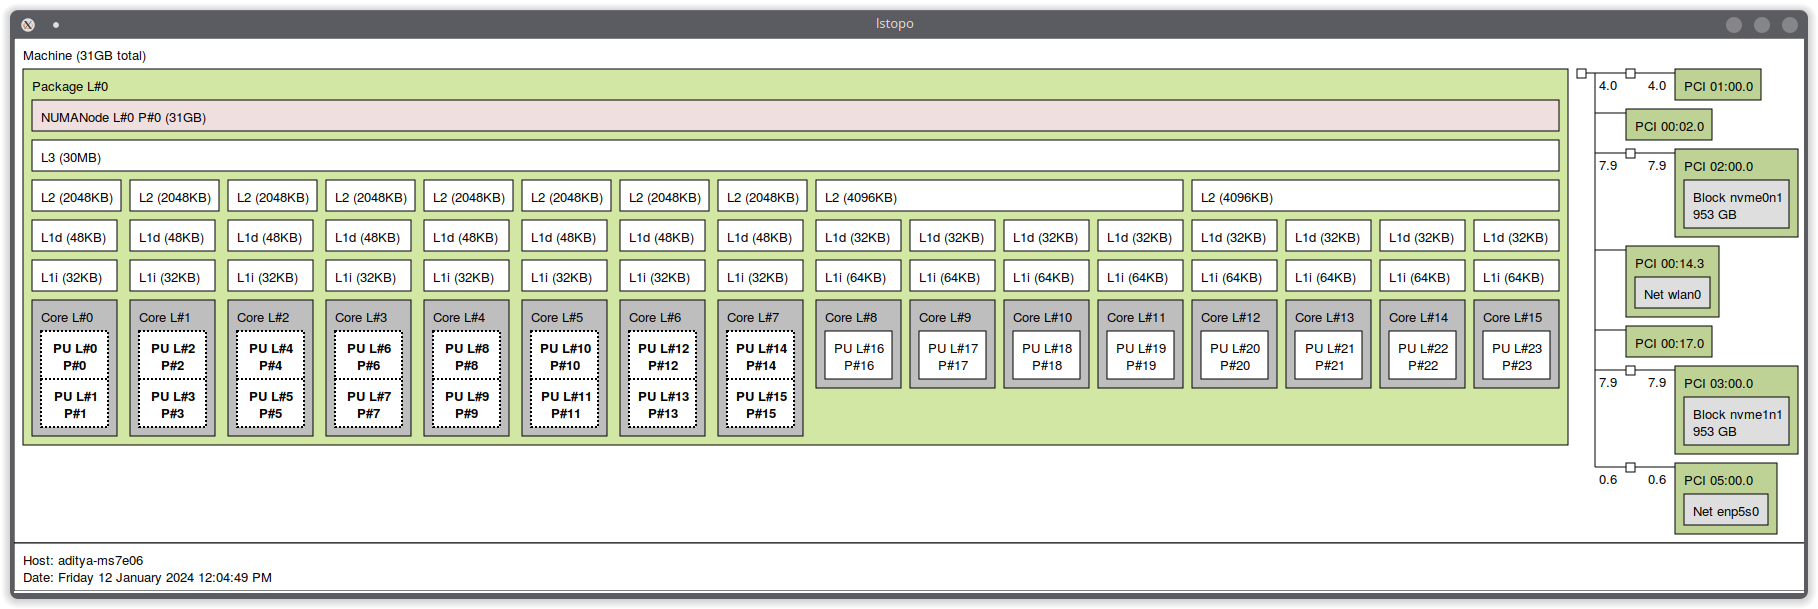 lstopo
Machine (31GB total)
Package L#0
NUMANode L#0 P#0 (31GB)
L3 (30MB)
L2 (2048KB) L2 (2048KB) L2 (2048KB) L2 (2048KB) L2 (2048KB) L2 (2048KB) L2 (2048KB) L2 (2048KB) L2 (4096KB) L2 (4096KB)
L1d (48KB) L1d (48KB) L1d (48KB) L1d (48KB) L1d (48KB) L1d (48KB) L1d (48KB) L1d (48KB) L1d (32KB) L1d (32KB) L1d (32KB) L1d (32KB) L1d (32KB) L1d (32KB) L1d (32KB) L1d (32KB)
L1i (32KB) L1i (32KB) L1i (32KB) L1i (32KB) L1i (32KB) L1i (32KB) L1i (32KB) L1i (32KB) L1i (64KB) L1i (64KB) L1i (64KB) L1i (64KB) L1i (64KB) L1i (64KB) L1i (64KB) L1i (64KB)
Core L#0 Core L#1 Core L#2 Core L#3 Core L#4 Core L#5 Core L#6 Core L#7 Core L#8 Core L#9 Core L#10 Core L#11 Core L#12 Core L#13 Core L#14 Core L#15
PU L#0 PU L#2 PU L#4 PU L#6 PU L#8 PU L#10 PU L#12 PU L#14 PU L#16 PU L#17 PU L#18 PU L#19 PU L#20 PU L#21 PU L#22 PU L#23
P#0 P#2 P#4 P#6 P#8 P#10 P#12 P#14 P#16 P#17 P#18 P#19 P#20 P#21 P#22 P#23
PU L#1 PU L#3 PU L#5 PU L#7 PU L#9 PU L#11 PU L#13 PU L#15
P#1 P#3 P#5 P#7 P#9 P#11 P#13 P#15
4.0 4.0 PCI 01:00.0
PCI 00:02.0
7.9 7.9 PCI 02:00.0
Block nvme0n1
953 GB
PCI 00:14.3
Net wlan0
PCI 00:17.0
7.9 7.9 PCI 03:00.0
Block nvme1n1
953 GB
0.6 0.6 PCI 05:00.0
Net enp5s0
Host: aditya-ms7e06
Date: Friday 12 January 2024 12:04:49 PM